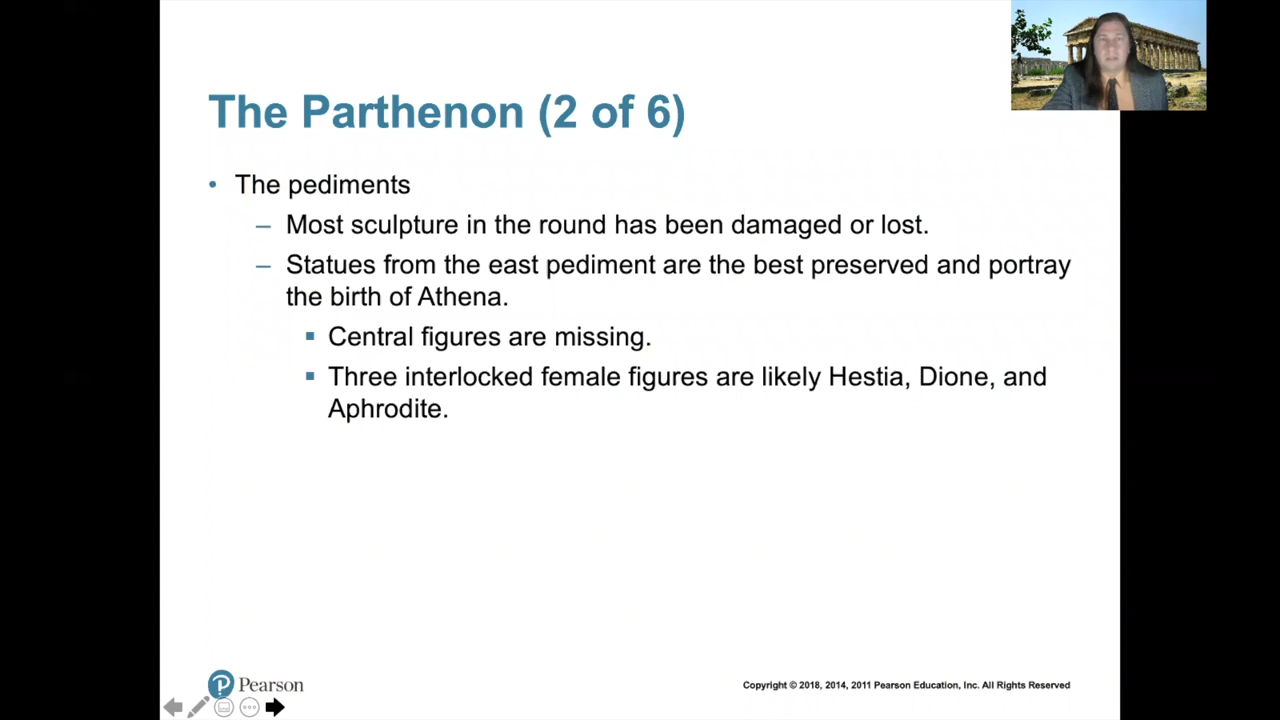 The Parthenon (2 of 6)
• The pediments
– Most sculpture in the round has been damaged or lost.
– Statues from the east pediment are the best preserved and portray
the birth of Athena.
▪ Central figures are missing.
▪ Three interlocked female figures are likely Hestia, Dione, and
Aphrodite.
Pearson
Copyright © 2018, 2014, 2011 Pearson Education, Inc. All Rights Reserved